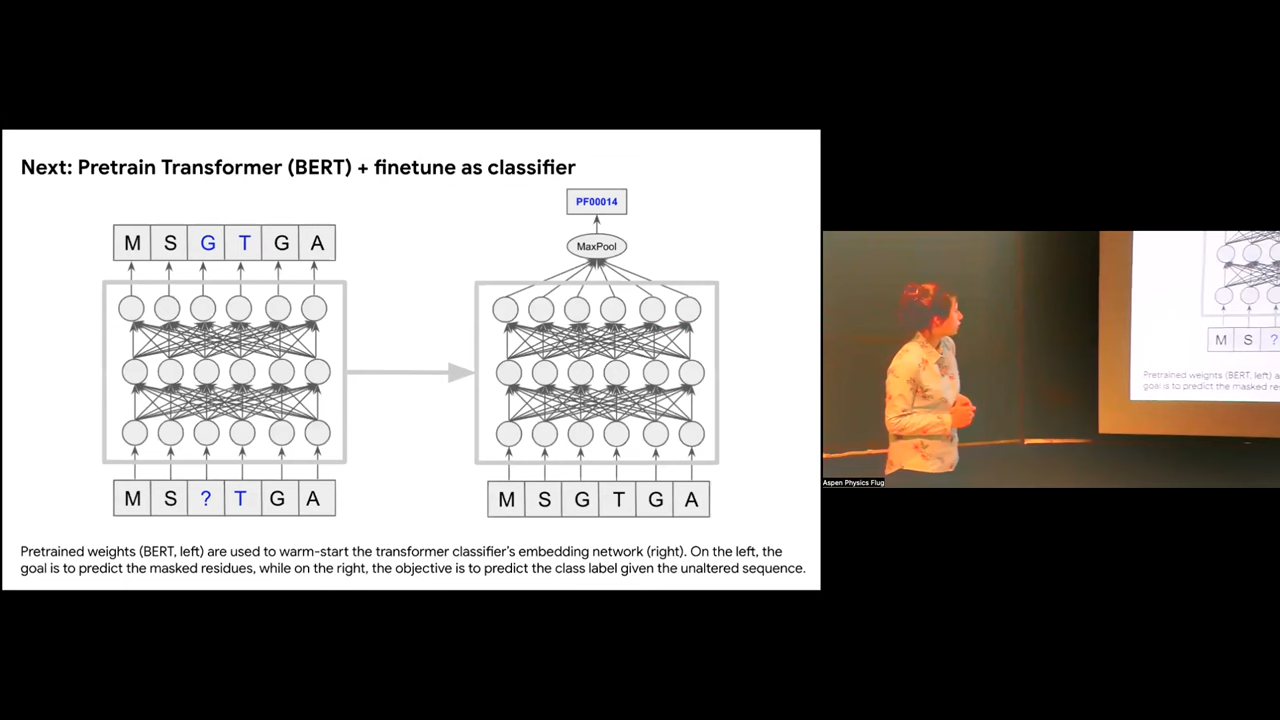 Next: Pretrain Transformer (BERT) + finetune as classifier
PF00014
MaxPool
M S G T G A
M S ? T G A
M S G T G A
Pretrained weights (BERT, left) are used to warm-start the transformer classifier's embedding network (right). On the left, the
goal is to predict the masked residues, while on the right, the objective is to predict the class label given the unaltered sequence.
M S ?
Pretrained weights (BERT, left) a
goal is to predict the masked re
Aspen Physics Flug